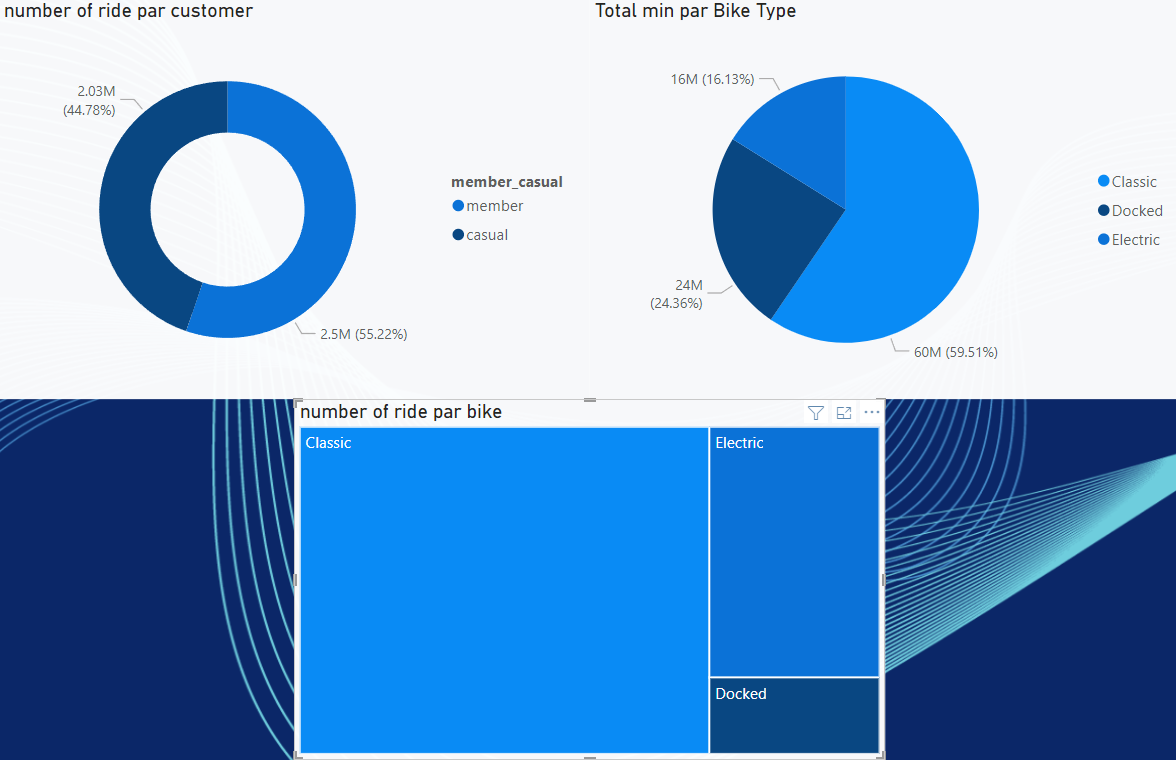 number of ride par customer
2.03M
(44.78%)
2.5M (55.22%)
member_casual
member
casual
Total min par Bike Type
16M (16.13%)
24M
(24.36%)
60M (59.51%)
Classic
Docked
Electric
number of ride par bike
Classic
Electric
Docked